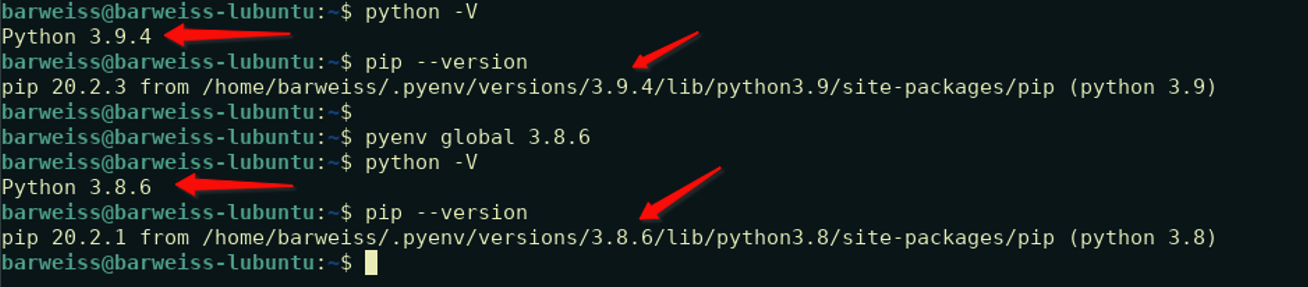 barweiss@barweiss-lubuntu:~$ python -V
Python 3.9.4
barweiss@barweiss-lubuntu:~$ pip --version
pip 20.2.3 from /home/barweiss/.pyenv/versions/3.9.4/lib/python3.9/site-packages/pip (python 3.9)
barweiss@barweiss-lubuntu:~$
barweiss@barweiss-lubuntu:~$ pyenv global 3.8.6
barweiss@barweiss-lubuntu:~$ python -V
Python 3.8.6
barweiss@barweiss-lubuntu:~$ pip --version
pip 20.2.1 from /home/barweiss/.pyenv/versions/3.8.6/lib/python3.8/site-packages/pip (python 3.8)
barweiss@barweiss-lubuntu:~$